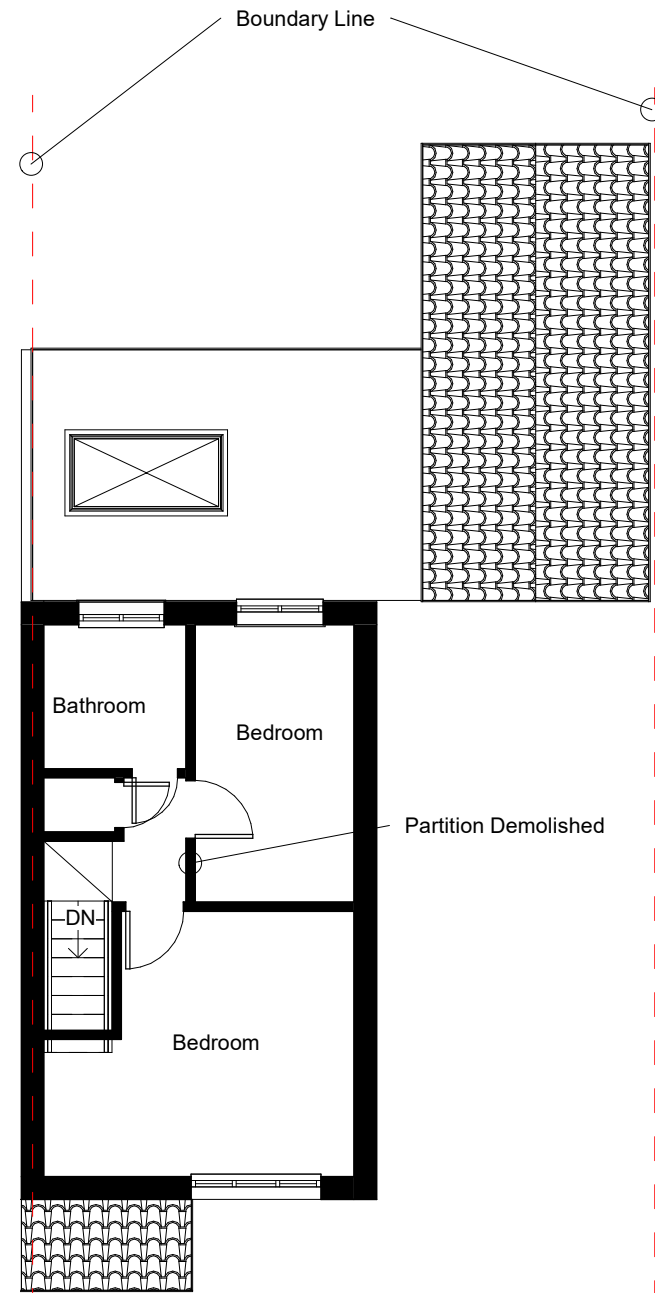 Boundary Line
Bathroom
Bedroom
Partition Demolished
DN
Bedroom